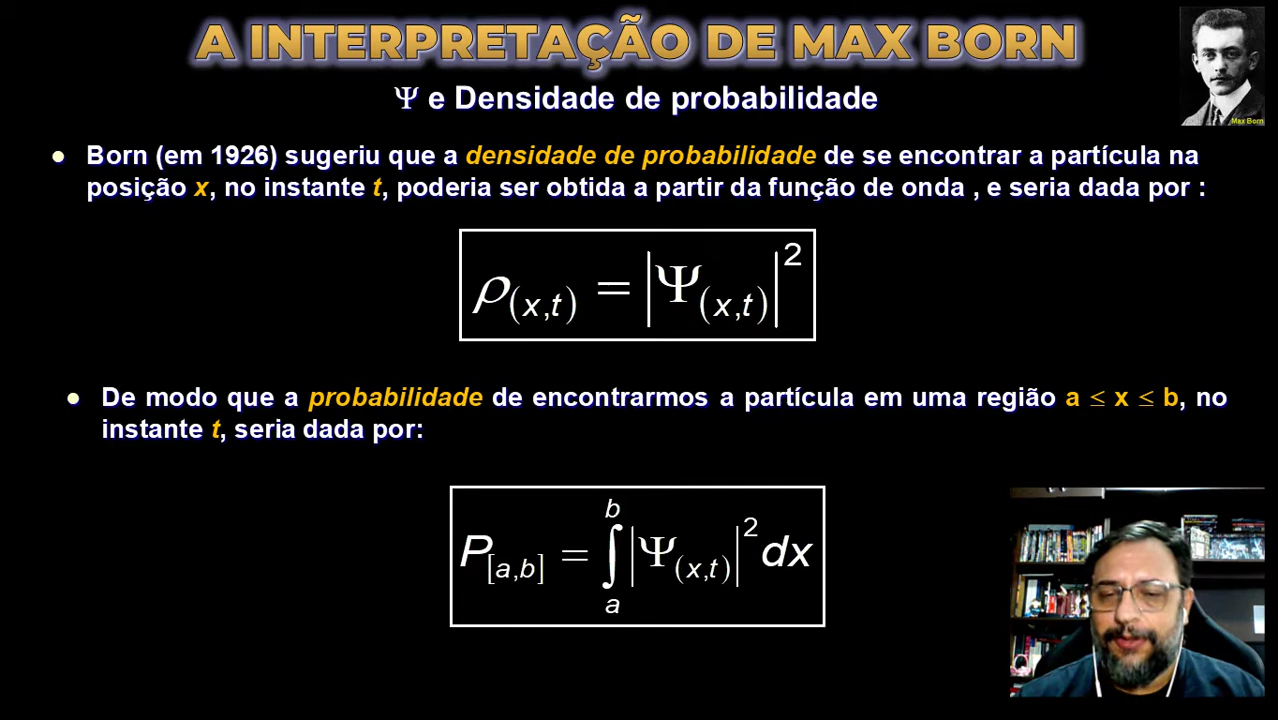 A INTERPRETAÇÃO DE MAX BORN
Max Born
Ψ e Densidade de probabilidade
● Born (em 1926) sugeriu que a densidade de probabilidade de se encontrar a partícula na
posição x, no instante t, poderia ser obtida a partir da função de onda , e seria dada por :
ρ(x,t) = |Ψ(x,t)|²
● De modo que a probabilidade de encontrarmos a partícula em uma região a ≤ x ≤ b, no
instante t, seria dada por:
P[a,b] = ∫ₐᵇ |Ψ(x,t)|² dx